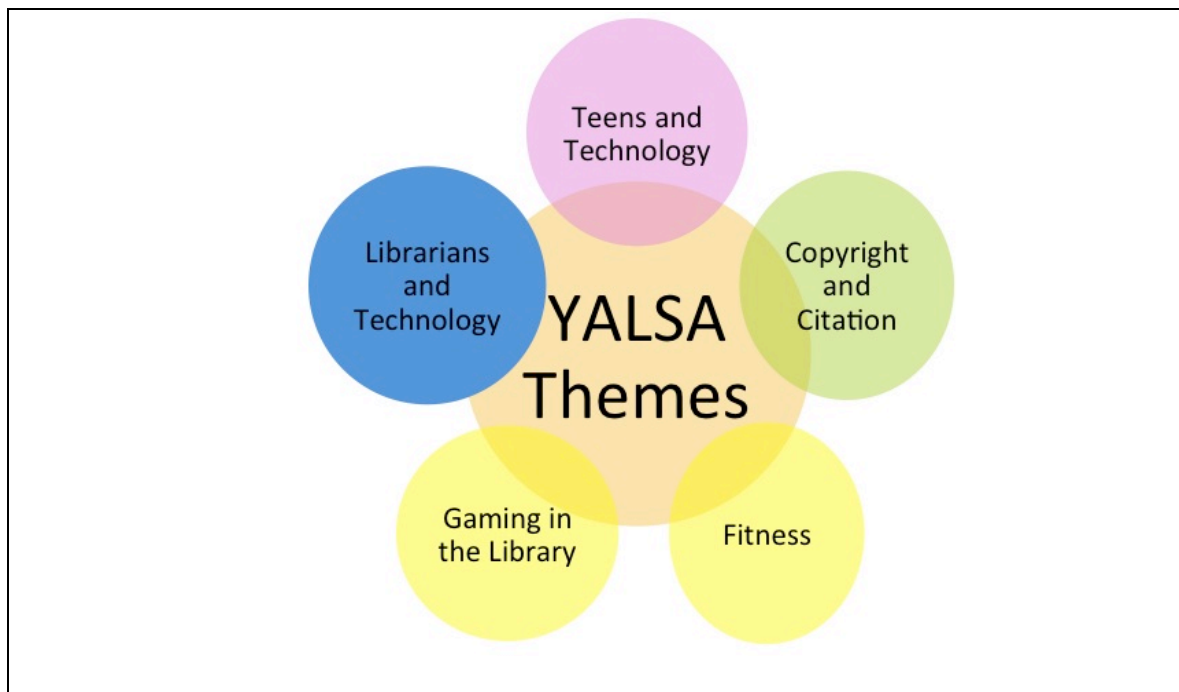 Teens and
Technology
Librarians
and
Technology
Copyright
and
Citation
YALSA
Themes
Gaming in
the Library
Fitness